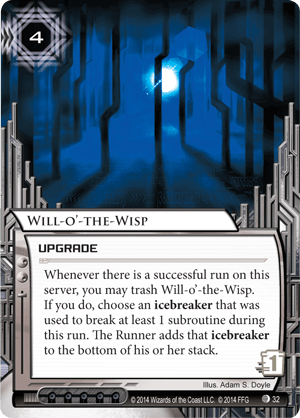 4
Will-o’-the-Wisp
UPGRADE
Whenever there is a successful run on this
server, you may trash Will-o’-the-Wisp.
If you do, choose an icebreaker that was
used to break at least 1 subroutine during
this run. The Runner adds that icebreaker
to the bottom of his or her stack.
1
Illus. Adam S. Doyle
© 2014 Wizards of the Coast LLC. © 2014 FFG
32